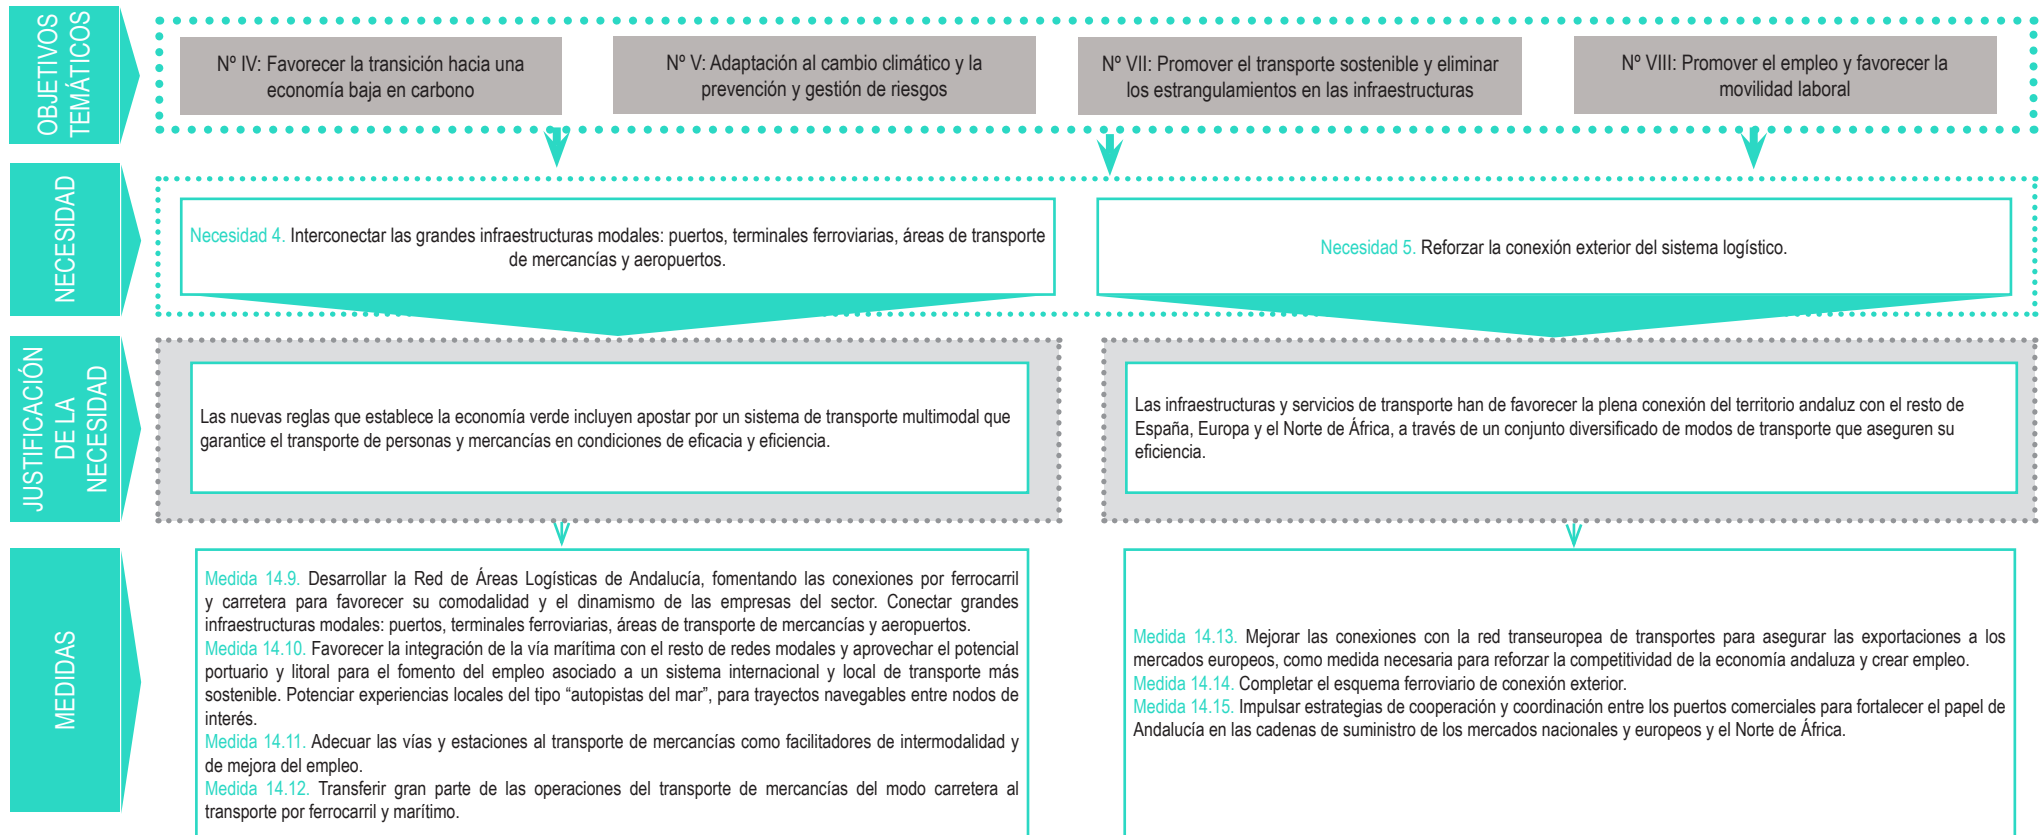 OBJETIVOS
TEMÁTICOS
Nº IV: Favorecer la transición hacia una
economía baja en carbono
Nº V: Adaptación al cambio climático y la
prevención y gestión de riesgos
Nº VII: Promover el transporte sostenible y eliminar
los estrangulamientos en las infraestructuras
Nº VIII: Promover el empleo y favorecer la
movilidad laboral
NECESIDAD
Necesidad 4. Interconectar las grandes infraestructuras modales: puertos, terminales ferroviarias, áreas de transporte
de mercancías y aeropuertos.
Necesidad 5. Reforzar la conexión exterior del sistema logístico.
JUSTIFICACIÓN
DE LA
NECESIDAD
Las nuevas reglas que establece la economía verde incluyen apostar por un sistema de transporte multimodal que
garantice el transporte de personas y mercancías en condiciones de eficacia y eficiencia.
Las infraestructuras y servicios de transporte han de favorecer la plena conexión del territorio andaluz con el resto de
España, Europa y el Norte de África, a través de un conjunto diversificado de modos de transporte que aseguren su
eficiencia.
MEDIDAS
Medida 14.9. Desarrollar la Red de Áreas Logísticas de Andalucía, fomentando las conexiones por ferrocarril
y carretera para favorecer su comodalidad y el dinamismo de las empresas del sector. Conectar grandes
infraestructuras modales: puertos, terminales ferroviarias, áreas de transporte de mercancías y aeropuertos.
Medida 14.10. Favorecer la integración de la vía marítima con el resto de redes modales y aprovechar el potencial
portuario y litoral para el fomento del empleo asociado a un sistema internacional y local de transporte más
sostenible. Potenciar experiencias locales del tipo “autopistas del mar”, para trayectos navegables entre nodos de
interés.
Medida 14.11. Adecuar las vías y estaciones al transporte de mercancías como facilitadores de intermodalidad y
de mejora del empleo.
Medida 14.12. Transferir gran parte de las operaciones del transporte de mercancías del modo carretera al
transporte por ferrocarril y marítimo.
Medida 14.13. Mejorar las conexiones con la red transeuropea de transportes para asegurar las exportaciones a los
mercados europeos, como medida necesaria para reforzar la competitividad de la economía andaluza y crear empleo.
Medida 14.14. Completar el esquema ferroviario de conexión exterior.
Medida 14.15. Impulsar estrategias de cooperación y coordinación entre los puertos comerciales para fortalecer el papel de
Andalucía en las cadenas de suministro de los mercados nacionales y europeos y el Norte de África.